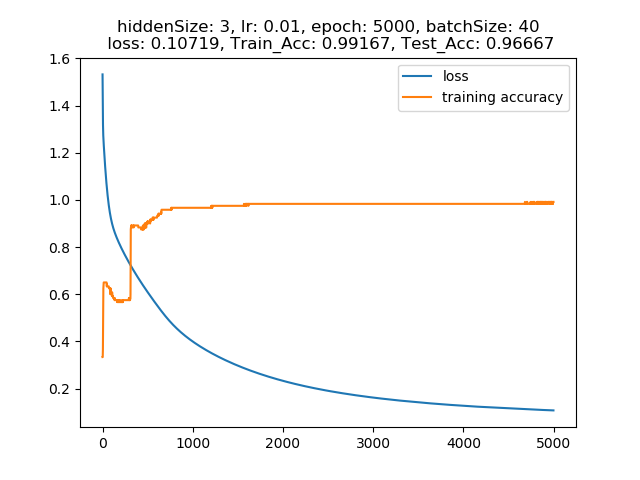 hiddenSize: 3, lr: 0.01, epoch: 5000, batchSize: 40
loss: 0.10719, Train_Acc: 0.99167, Test_Acc: 0.96667
1.6
loss
training accuracy
1.4
1.2
1.0
0.8
0.6
0.4
0.2
0 1000 2000 3000 4000 5000